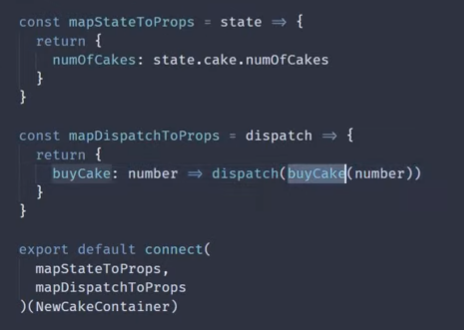 const mapStateToProps = state => {
return {
numOfCakes: state.cake.numOfCakes
}
}
const mapDispatchToProps = dispatch => {
return {
buyCake: number => dispatch(buyCake(number))
}
}
export default connect(
mapStateToProps,
mapDispatchToProps
)(NewCakeContainer)